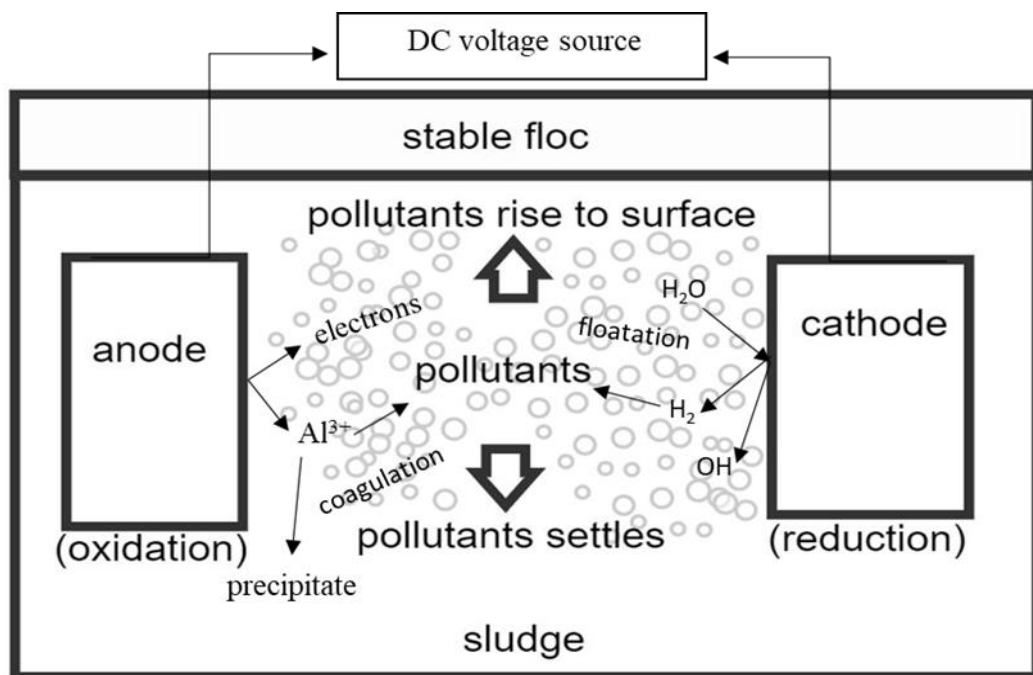 DC voltage source
stable floc
pollutants rise to surface
anode
electrons
Al³⁺
coagulation
precipitate
(oxidation)
pollutants
floatation
H₂O
H₂
OH
cathode
(reduction)
pollutants settles
sludge